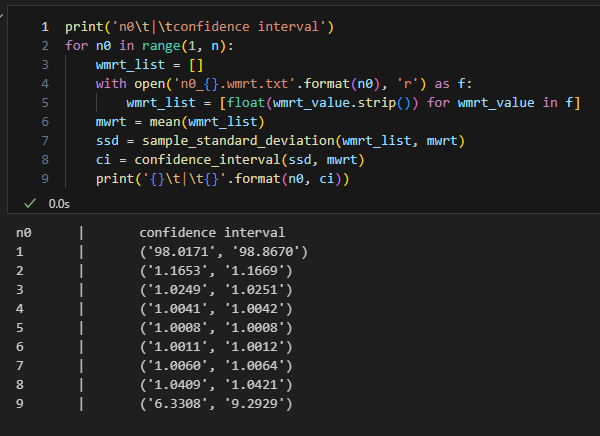 1 print('n0\t|\tconfidence interval')
2 for n0 in range(1, n):
3     wmrt_list = []
4     with open('n0_{}.wmrt.txt'.format(n0), 'r') as f:
5         wmrt_list = [float(wmrt_value.strip()) for wmrt_value in f]
6     mwrt = mean(wmrt_list)
7     ssd = sample_standard_deviation(wmrt_list, mwrt)
8     ci = confidence_interval(ssd, mwrt)
9     print('{}\t|\t{}'.format(n0, ci))
0.0s
n0 | confidence interval
1 | ('98.0171', '98.8670')
2 | ('1.1653', '1.1669')
3 | ('1.0249', '1.0251')
4 | ('1.0041', '1.0042')
5 | ('1.0008', '1.0008')
6 | ('1.0011', '1.0012')
7 | ('1.0060', '1.0064')
8 | ('1.0409', '1.0421')
9 | ('6.3308', '9.2929')